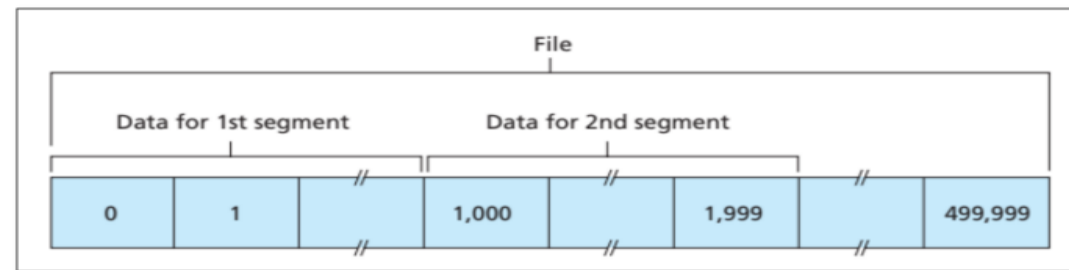 File
Data for 1st segment Data for 2nd segment
0 1 1,000 1,999 499,999